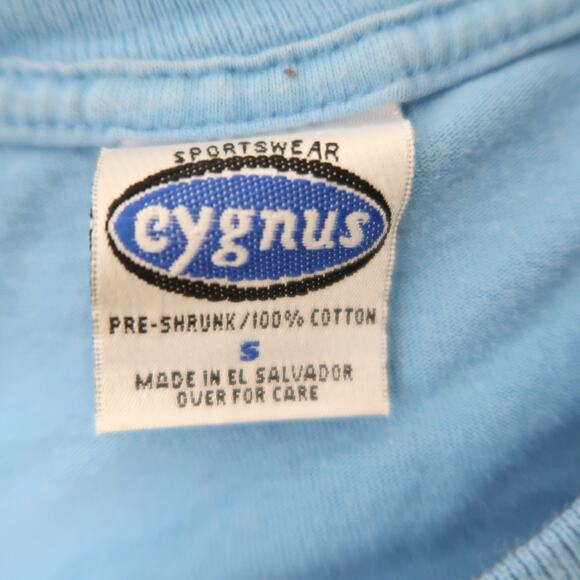 SPORTSWEAR
cygnus
PRE-SHRUNK/100% COTTON
S
MADE IN EL SALVADOR
OVER FOR CARE